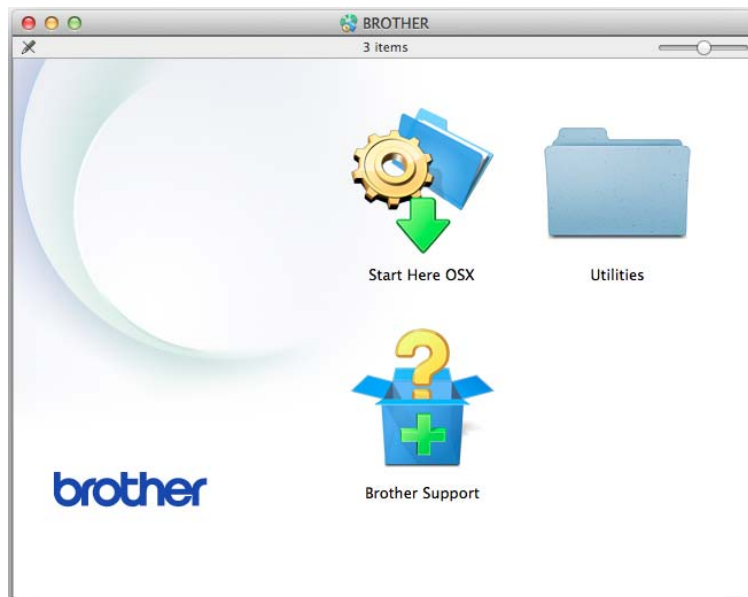 BROTHER
3 items
Start Here OSX
Utilities
Brother Support
brother